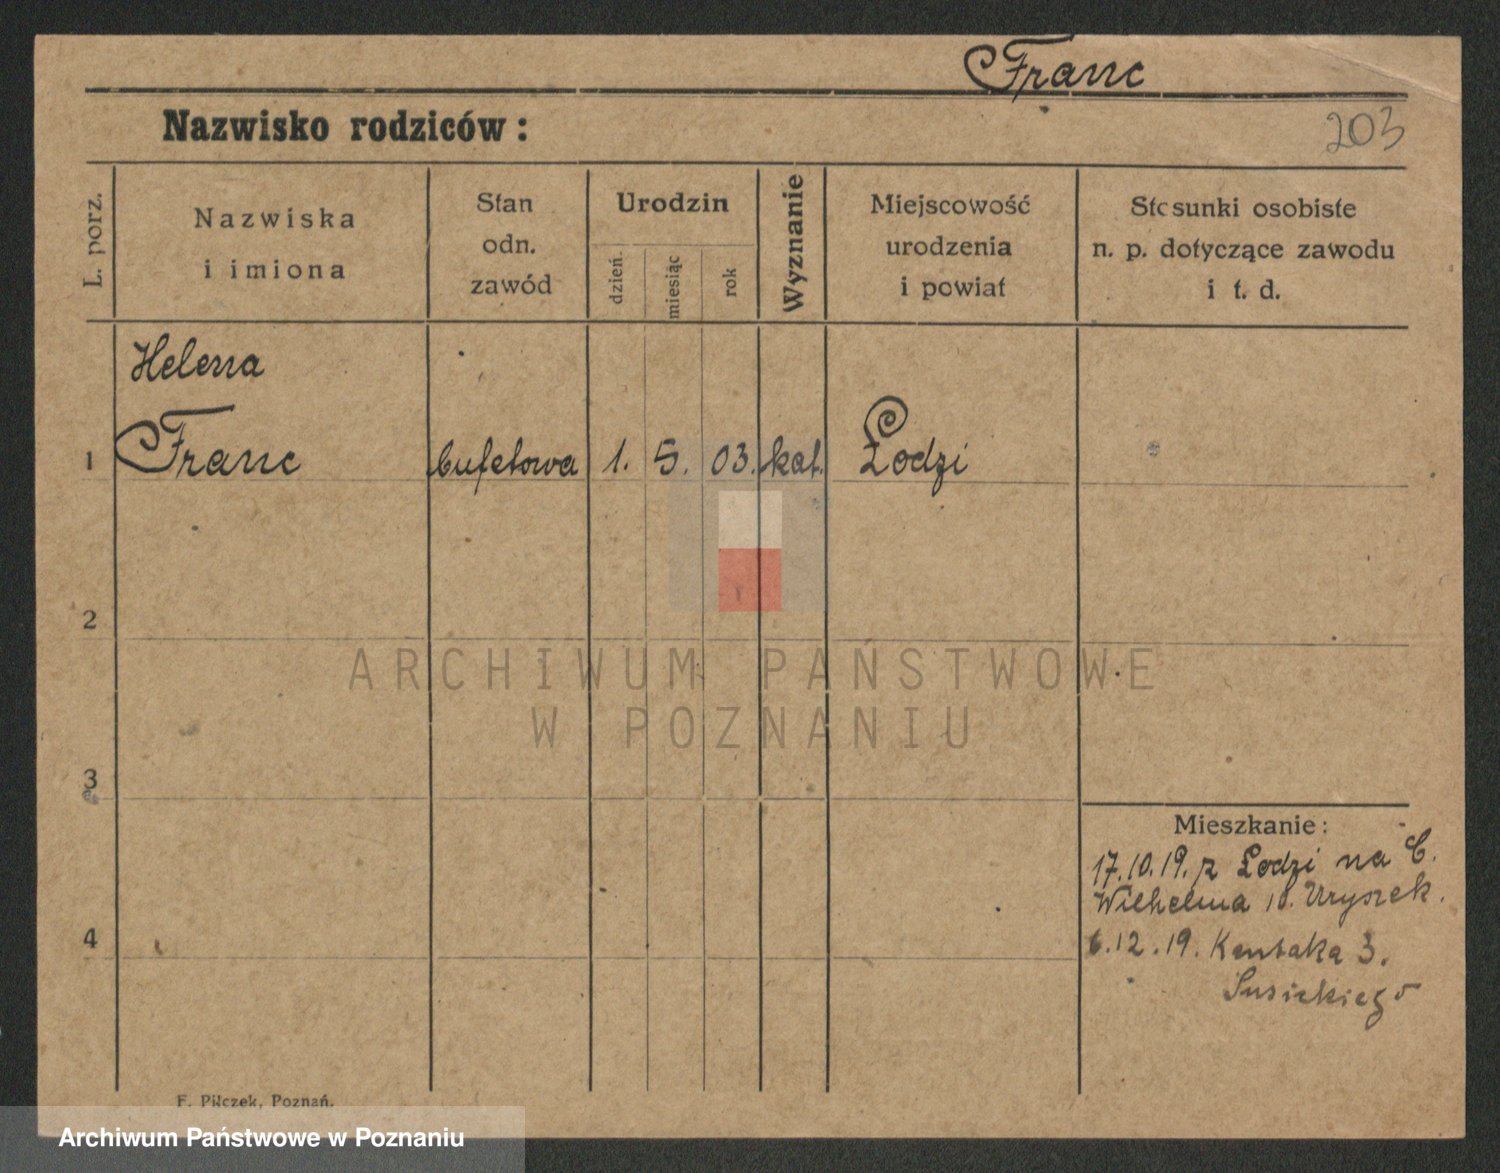 Franc
Nazwisko rodziców:
203
L. porz.
Nazwiska
i imiona
Stan
odn.
zawód
Urodzin
dzień
miesiąc
rok
Wyznanie
Miejscowość
urodzenia
i powiat
Stosunki osobiste
n. p. dotyczące zawodu
i t. d.
Helena
1 Franc bufetowa 1. 5. 03. kat. Łodzi
2
ARCHIWUM PAŃSTWOWE
W POZNANIU
3
Mieszkanie:
17.10.19. z Łodzi na C.
Wilhelma 10.
4
6.12.19. Kantaka 3.
F. Pilczek, Poznań.
Archiwum Państwowe w Poznaniu